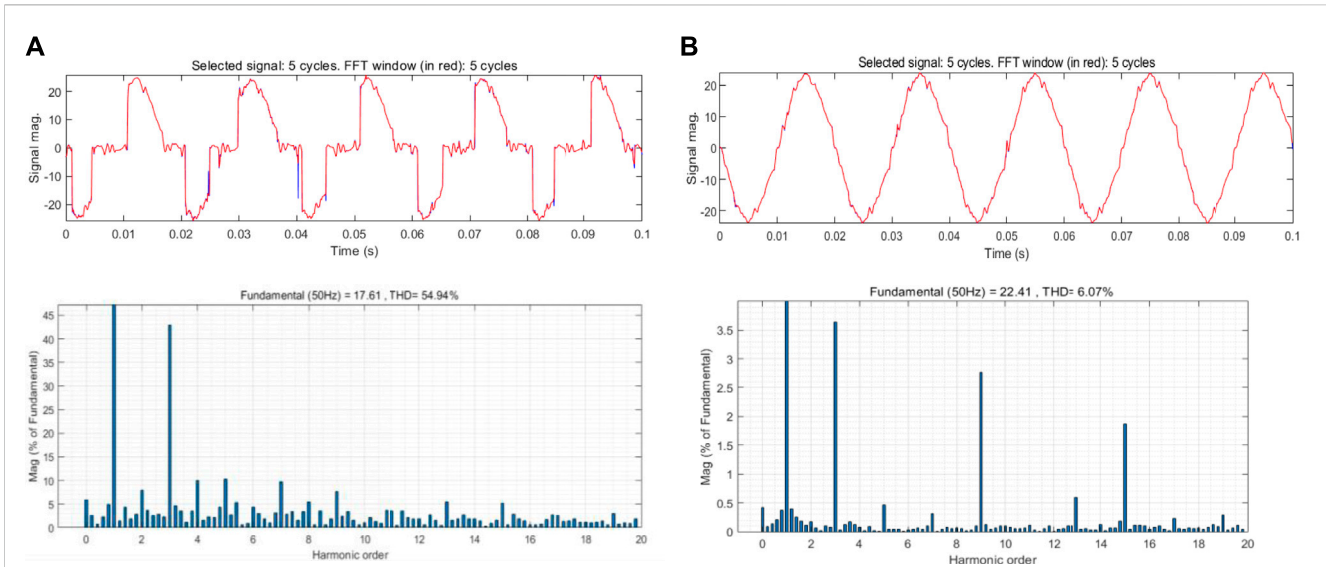 A
Selected signal: 5 cycles. FFT window (in red): 5 cycles
Signal mag.
20
10
0
-10
-20
0 0.01 0.02 0.03 0.04 0.05 0.06 0.07 0.08 0.09 0.1
Time (s)
Fundamental (50Hz) = 17.61 , THD= 54.94%
Mag (% of Fundamental)
45
40
35
30
25
20
15
10
5
0
0 2 4 6 8 10 12 14 16 18 20
Harmonic order
B
Selected signal: 5 cycles. FFT window (in red): 5 cycles
Signal mag.
20
10
0
-10
-20
0 0.01 0.02 0.03 0.04 0.05 0.06 0.07 0.08 0.09 0.1
Time (s)
Fundamental (50Hz) = 22.41 , THD= 6.07%
Mag (% of Fundamental)
3.5
3
2.5
2
1.5
1
0.5
0
0 2 4 6 8 10 12 14 16 18 20
Harmonic order